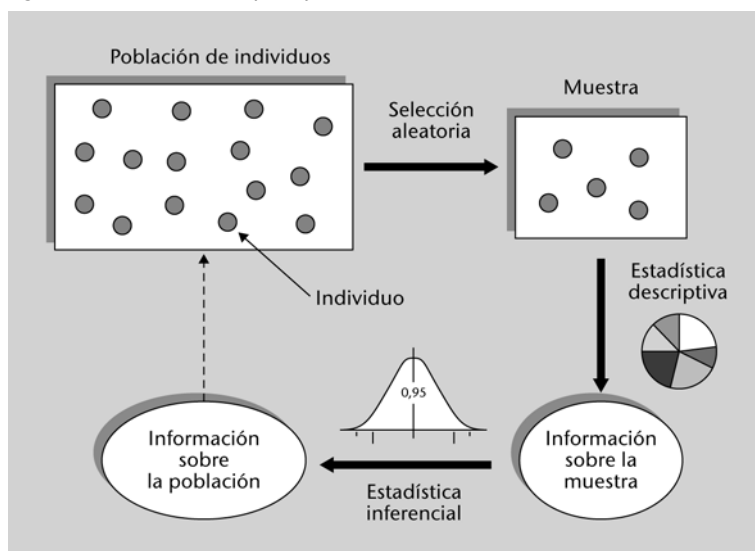 Población de individuos
Selección
aleatoria
Muestra
Individuo
Estadística
descriptiva
0,95
Información
sobre
la población
Estadística
inferencial
Información
sobre la
muestra